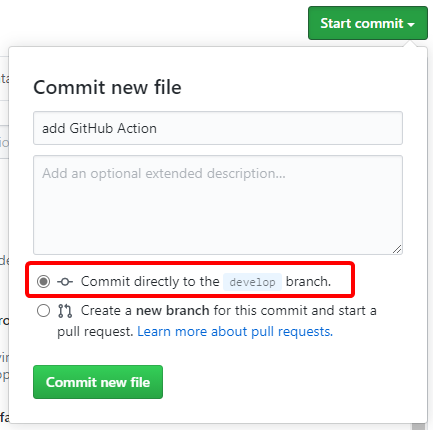 Start commit
Commit new file
add GitHub Action
Add an optional extended description...
Commit directly to the develop branch.
Create a new branch for this commit and start a
pull request. Learn more about pull requests.
Commit new file